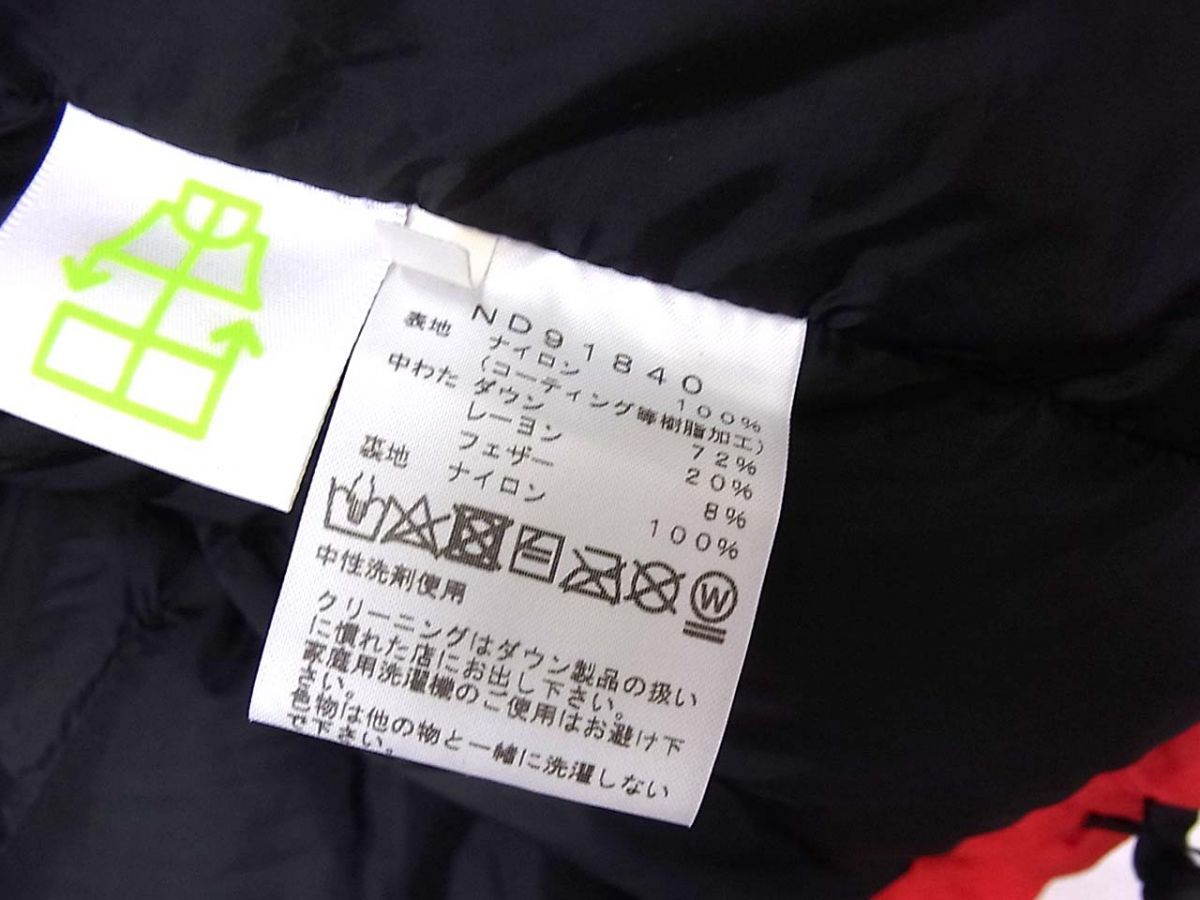 ND91840
表地 ナイロン 100%
(コーティング等樹脂加工)
中わた ダウン 72%
レーヨン 20%
フェザー 8%
裏地 ナイロン 100%
W
中性洗剤使用
クリーニングはダウン製品の扱い
に慣れた店にお出し下さい。
家庭用洗濯機のご使用はお避け下
さい。
色物は他の物と一緒に洗濯しない
で下さい。